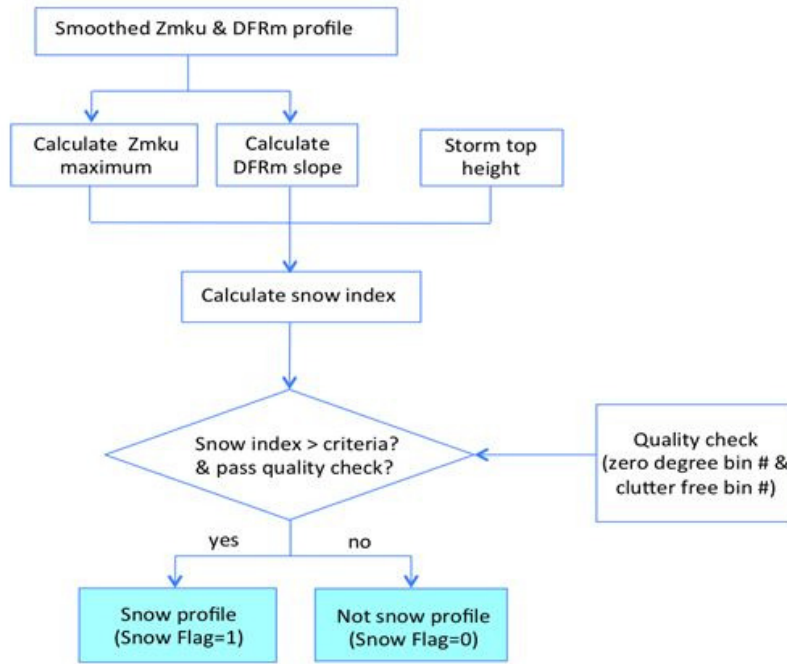 Smoothed Zmku & DFRm profile
Calculate Zmku
maximum
Calculate
DFRm slope
Storm top
height
Calculate snow index
Snow index > criteria?
& pass quality check?
Quality check
(zero degree bin # &
clutter free bin #)
yes
no
Snow profile
(Snow Flag=1)
Not snow profile
(Snow Flag=0)